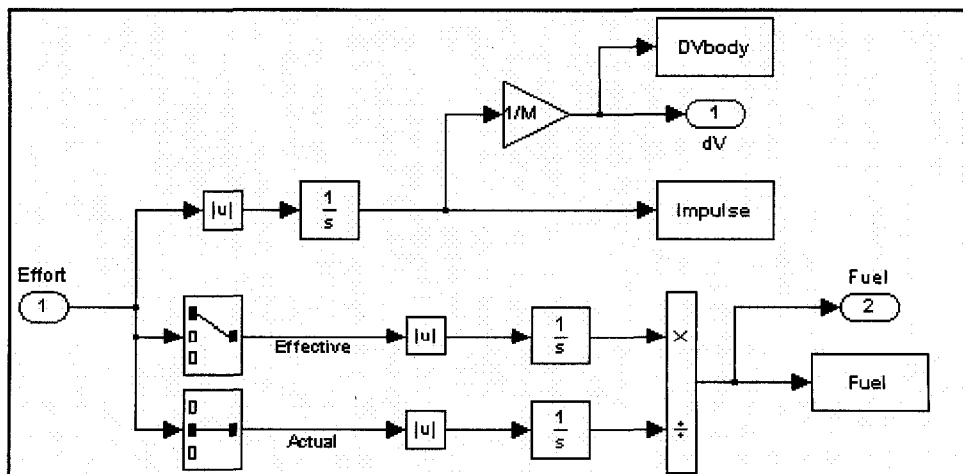 DVbody
1/M
1
dV
|u|
1
s
Impulse
Effort
1
Fuel
2
Effective
|u|
1
s
×
Fuel
Actual
|u|
1
s
÷